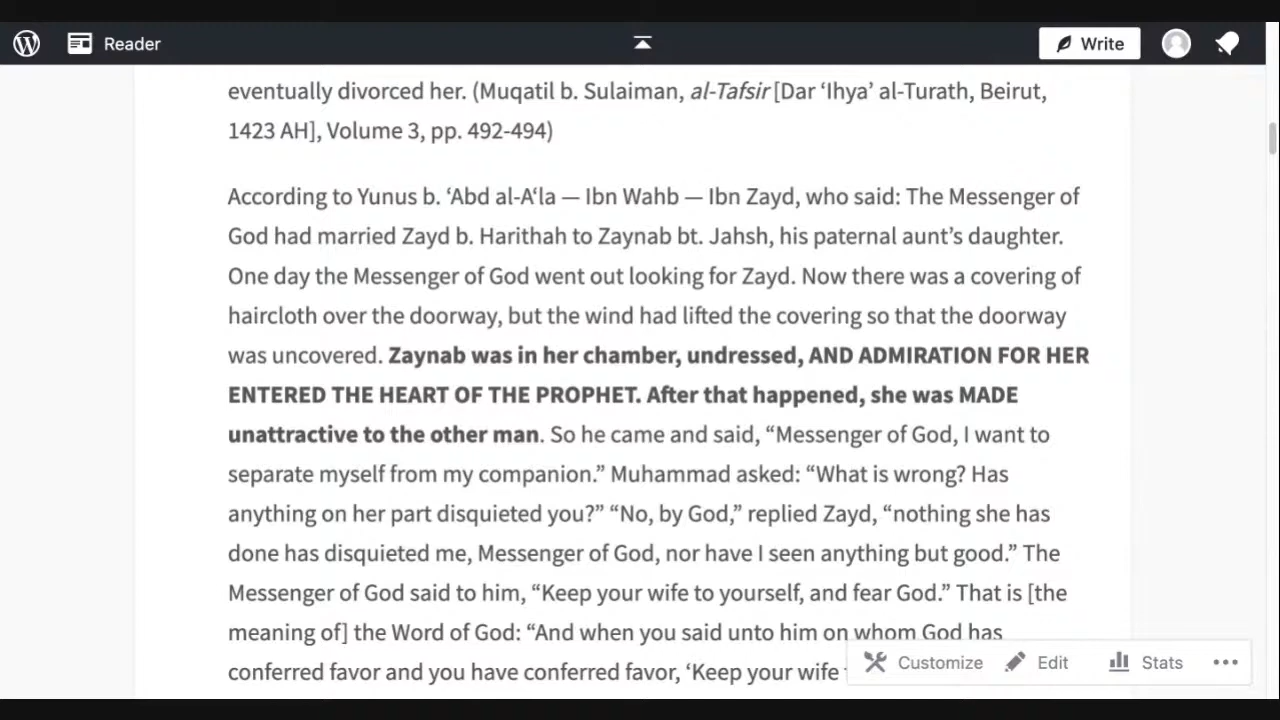 Reader
Write
eventually divorced her. (Muqatil b. Sulaiman, al-Tafsir [Dar ‘Ihya’ al-Turath, Beirut,
1423 AH], Volume 3, pp. 492-494)
According to Yunus b. ‘Abd al-A‘la — Ibn Wahb — Ibn Zayd, who said: The Messenger of
God had married Zayd b. Harithah to Zaynab bt. Jahsh, his paternal aunt’s daughter.
One day the Messenger of God went out looking for Zayd. Now there was a covering of
haircloth over the doorway, but the wind had lifted the covering so that the doorway
was uncovered. Zaynab was in her chamber, undressed, AND ADMIRATION FOR HER
ENTERED THE HEART OF THE PROPHET. After that happened, she was MADE
unattractive to the other man. So he came and said, “Messenger of God, I want to
separate myself from my companion.” Muhammad asked: “What is wrong? Has
anything on her part disquieted you?” “No, by God,” replied Zayd, “nothing she has
done has disquieted me, Messenger of God, nor have I seen anything but good.” The
Messenger of God said to him, “Keep your wife to yourself, and fear God.” That is [the
meaning of] the Word of God: “And when you said unto him on whom God has
conferred favor and you have conferred favor, ‘Keep your wife
Customize Edit Stats